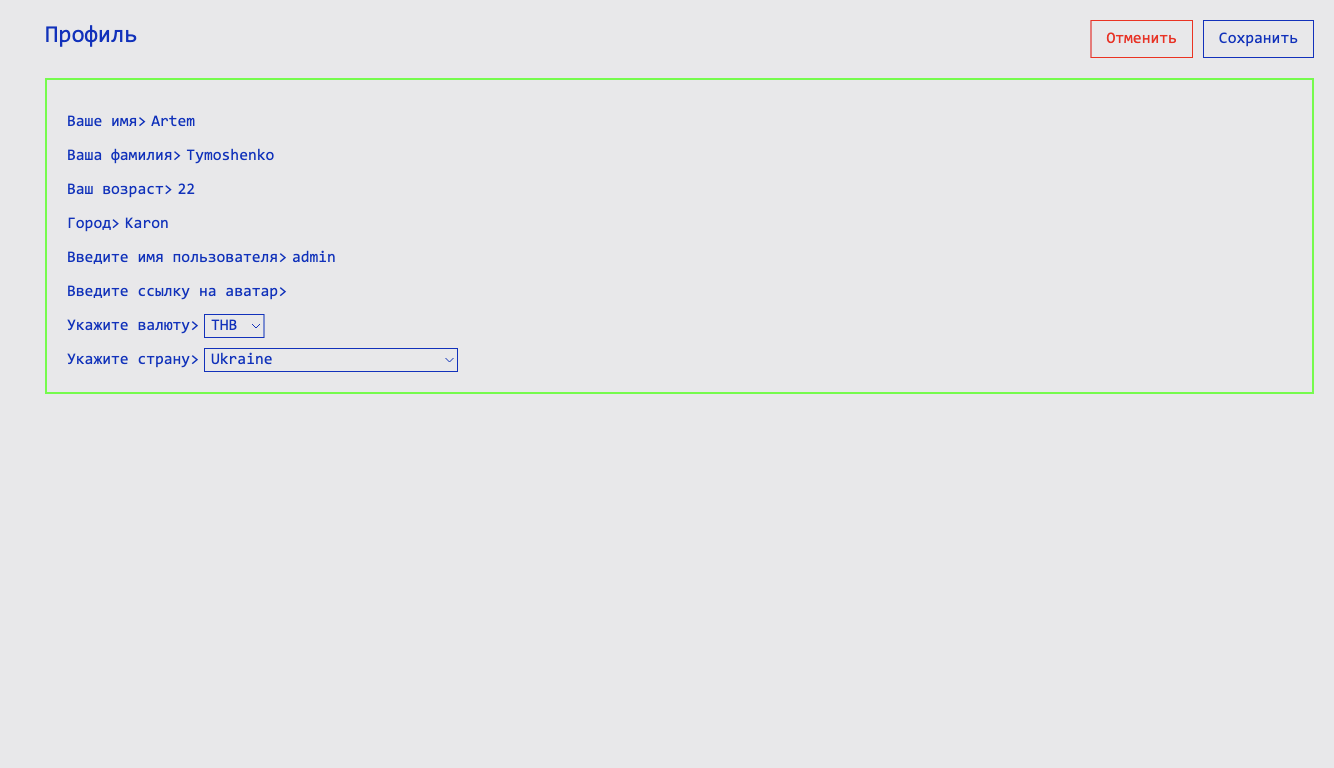 Профиль
Отменить
Сохранить
Ваше имя> Artem
Ваша фамилия> Tymoshenko
Ваш возраст> 22
Город> Karon
Введите имя пользователя> admin
Введите ссылку на аватар>
Укажите валюту> THB
Укажите страну> Ukraine